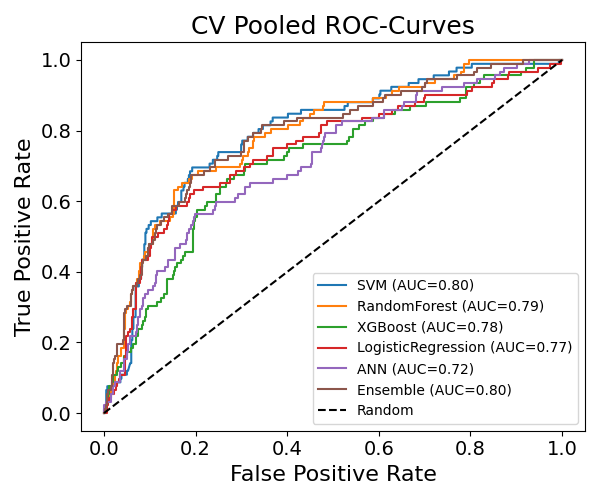 CV Pooled ROC-Curves
True Positive Rate
1.0
0.8
0.6
0.4
0.2
0.0
SVM (AUC=0.80)
RandomForest (AUC=0.79)
XGBoost (AUC=0.78)
LogisticRegression (AUC=0.77)
ANN (AUC=0.72)
Ensemble (AUC=0.80)
Random
0.0 0.2 0.4 0.6 0.8 1.0
False Positive Rate